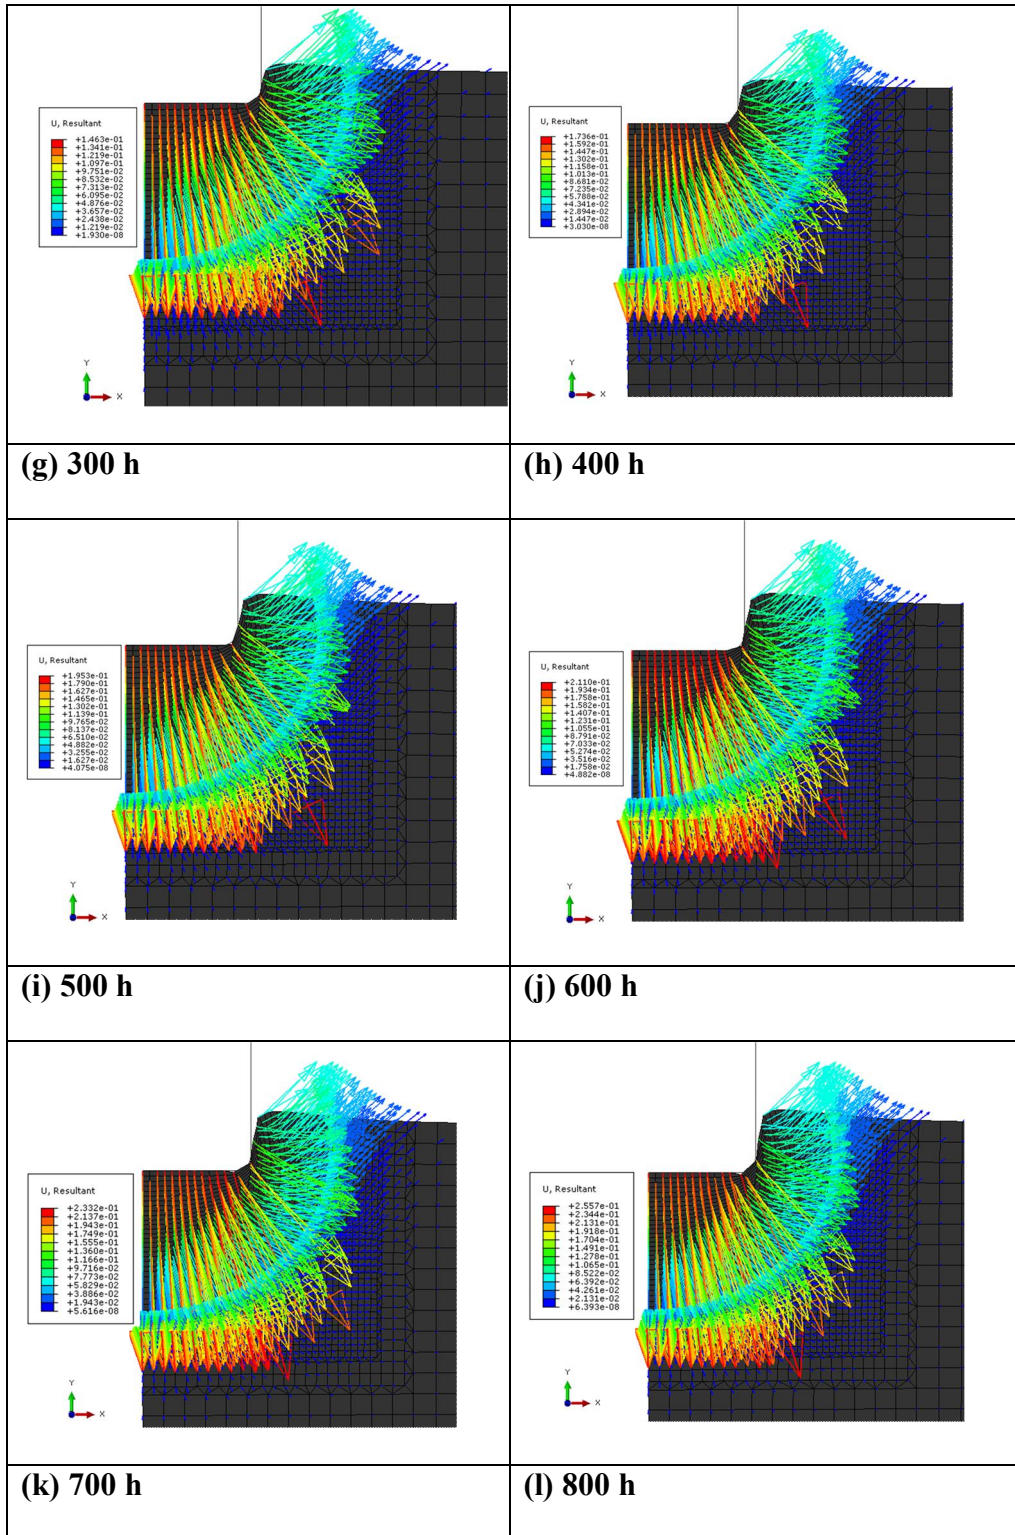 U, Resultant
+1.463e-01
+1.341e-01
+1.219e-01
+1.097e-01
+9.751e-02
+8.532e-02
+7.313e-02
+6.095e-02
+4.876e-02
+3.657e-02
+2.438e-02
+1.219e-02
+1.930e-08
Y
X
U, Resultant
+1.736e-01
+1.592e-01
+1.447e-01
+1.302e-01
+1.158e-01
+1.013e-01
+8.681e-02
+7.235e-02
+5.788e-02
+4.341e-02
+2.894e-02
+1.447e-02
+3.030e-08
Y
X
(g) 300 h
(h) 400 h
U, Resultant
+1.953e-01
+1.790e-01
+1.627e-01
+1.465e-01
+1.302e-01
+1.139e-01
+9.765e-02
+8.137e-02
+6.510e-02
+4.882e-02
+3.255e-02
+1.627e-02
+4.075e-08
Y
X
U, Resultant
+2.110e-01
+1.934e-01
+1.758e-01
+1.582e-01
+1.407e-01
+1.231e-01
+1.055e-01
+8.791e-02
+7.033e-02
+5.274e-02
+3.516e-02
+1.758e-02
+4.882e-08
Y
X
(i) 500 h
(j) 600 h
U, Resultant
+2.332e-01
+2.137e-01
+1.943e-01
+1.749e-01
+1.555e-01
+1.360e-01
+1.166e-01
+9.716e-02
+7.773e-02
+5.829e-02
+3.886e-02
+1.943e-02
+5.616e-08
Y
X
U, Resultant
+2.557e-01
+2.344e-01
+2.131e-01
+1.918e-01
+1.704e-01
+1.491e-01
+1.278e-01
+1.065e-01
+8.522e-02
+6.392e-02
+4.261e-02
+2.131e-02
+6.393e-08
Y
X
(k) 700 h
(l) 800 h